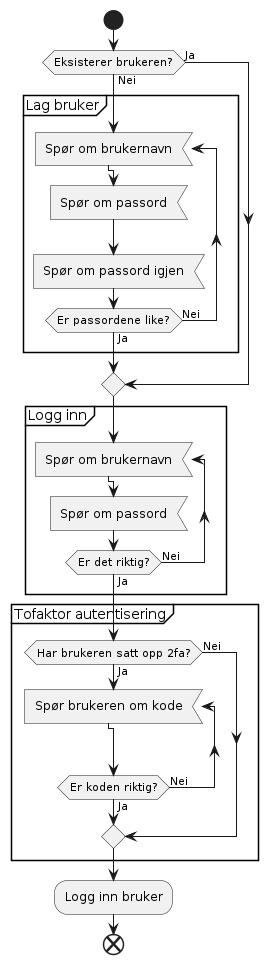 Eksisterer brukeren?
Ja
Nei
Lag bruker
Spør om brukernavn
Spør om passord
Spør om passord igjen
Er passordene like?
Nei
Ja
Logg inn
Spør om brukernavn
Spør om passord
Er det riktig?
Nei
Ja
Tofaktor autentisering
Har brukeren satt opp 2fa?
Nei
Ja
Spør brukeren om kode
Er koden riktig?
Nei
Ja
Logg inn bruker